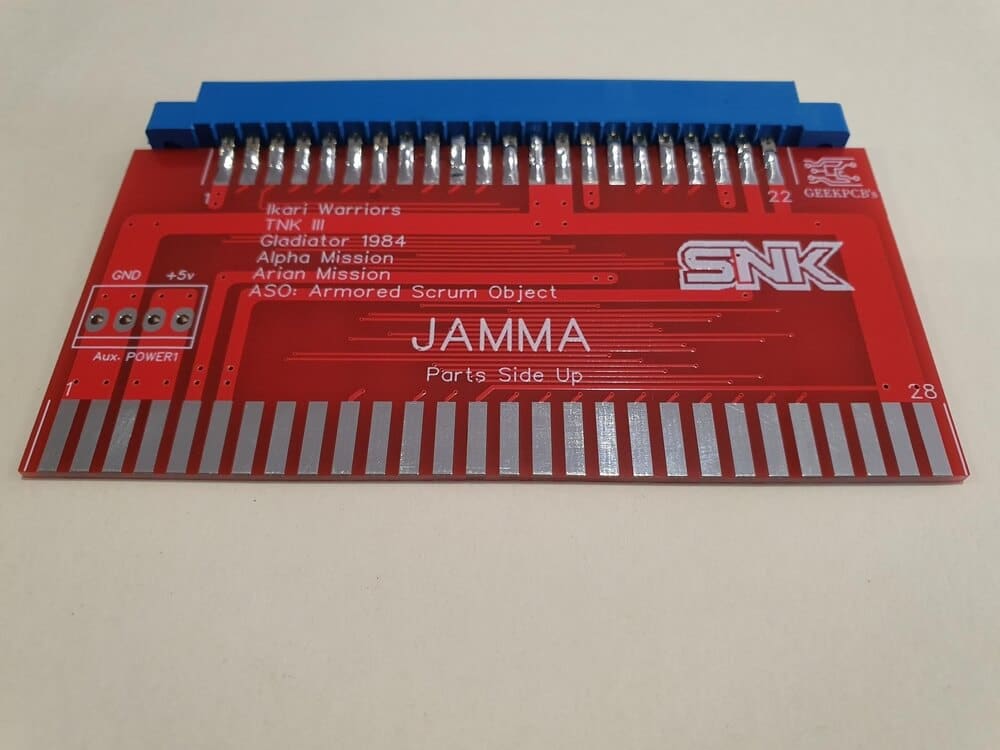 1
22
GEEKPCB's
Ikari Warriors
TNK III
Gladiator 1984
Alpha Mission
Arian Mission
ASO: Armored Scrum Object
SNK
GND +5v
Aux. POWER1
JAMMA
Parts Side Up
1
28